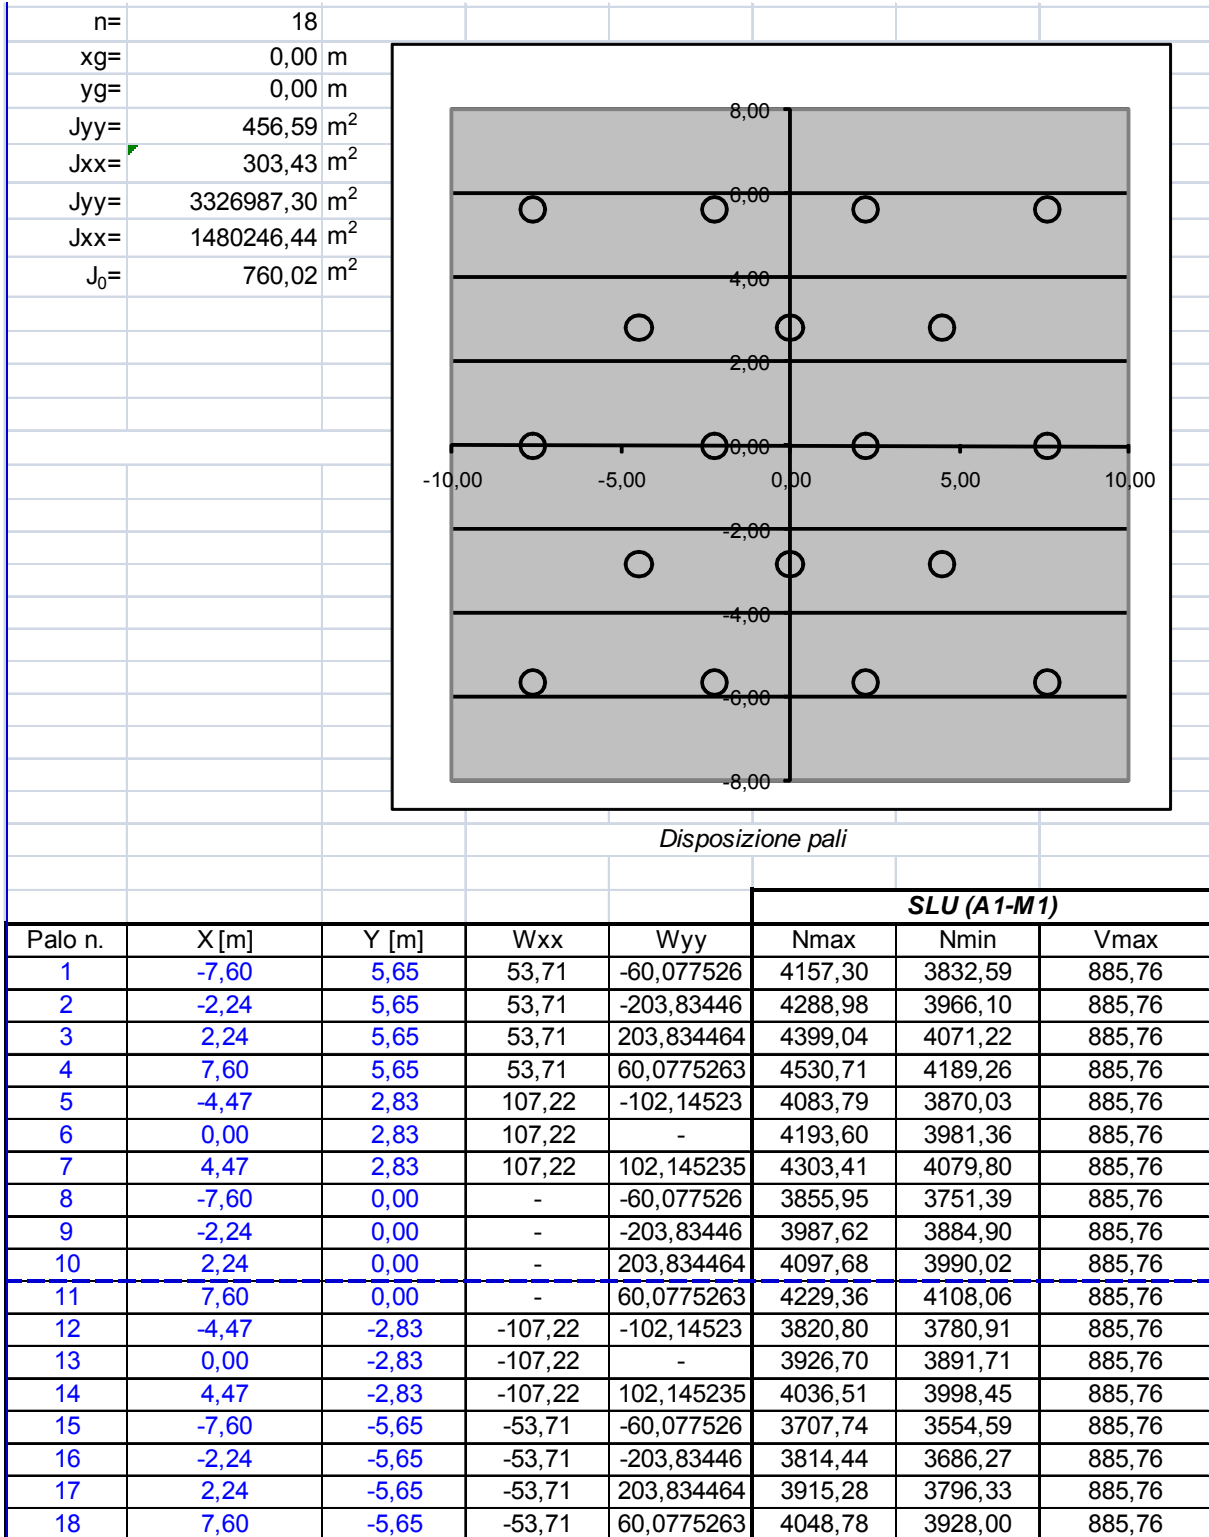 n= 18
xg= 0,00 m
yg= 0,00 m
Jyy= 456,59 m²
Jxx= 303,43 m²
Jyy= 3326987,30 m²
Jxx= 1480246,44 m²
J₀= 760,02 m²
8,00
6,00
4,00
2,00
0,00
-10,00 -5,00 0,00 5,00 10,00
-2,00
-4,00
-6,00
-8,00
Disposizione pali
SLU (A1-M1)
Palo n. X [m] Y [m] Wxx Wyy Nmax Nmin Vmax
1 -7,60 5,65 53,71 -60,077526 4157,30 3832,59 885,76
2 -2,24 5,65 53,71 -203,83446 4288,98 3966,10 885,76
3 2,24 5,65 53,71 203,834464 4399,04 4071,22 885,76
4 7,60 5,65 53,71 60,0775263 4530,71 4189,26 885,76
5 -4,47 2,83 107,22 -102,14523 4083,79 3870,03 885,76
6 0,00 2,83 107,22 - 4193,60 3981,36 885,76
7 4,47 2,83 107,22 102,145235 4303,41 4079,80 885,76
8 -7,60 0,00 - -60,077526 3855,95 3751,39 885,76
9 -2,24 0,00 - -203,83446 3987,62 3884,90 885,76
10 2,24 0,00 - 203,834464 4097,68 3990,02 885,76
11 7,60 0,00 - 60,0775263 4229,36 4108,06 885,76
12 -4,47 -2,83 -107,22 -102,14523 3820,80 3780,91 885,76
13 0,00 -2,83 -107,22 - 3926,70 3891,71 885,76
14 4,47 -2,83 -107,22 102,145235 4036,51 3998,45 885,76
15 -7,60 -5,65 -53,71 -60,077526 3707,74 3554,59 885,76
16 -2,24 -5,65 -53,71 -203,83446 3814,44 3686,27 885,76
17 2,24 -5,65 -53,71 203,834464 3915,28 3796,33 885,76
18 7,60 -5,65 -53,71 60,0775263 4048,78 3928,00 885,76